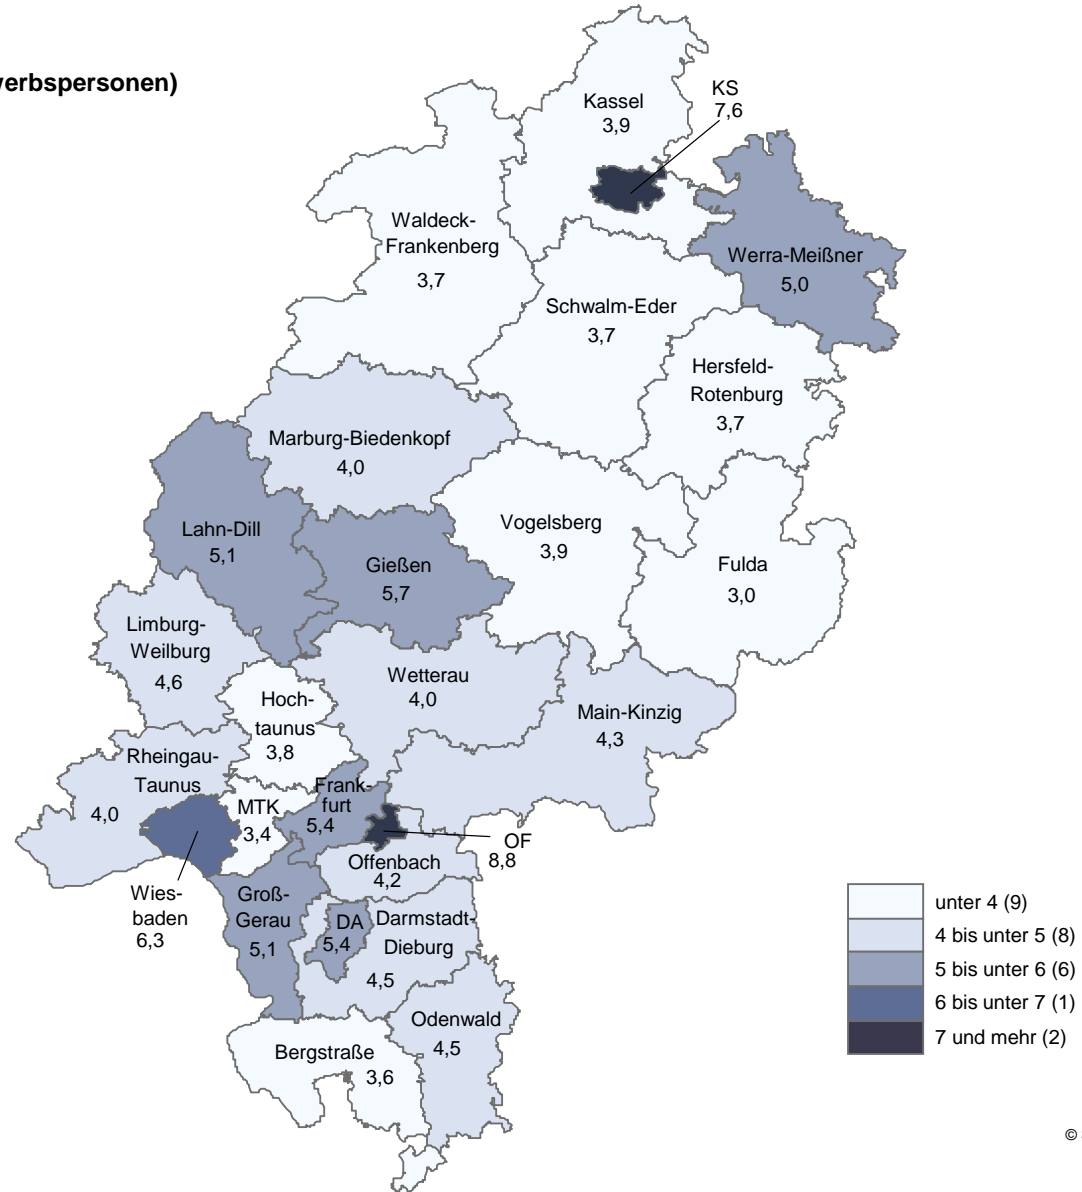 werbspersonen)
KS
7,6
Kassel
3,9
Waldeck-
Frankenberg
3,7
Werra-Meißner
5,0
Schwalm-Eder
3,7
Hersfeld-
Rotenburg
3,7
Marburg-Biedenkopf
4,0
Lahn-Dill
5,1
Vogelsberg
3,9
Gießen
5,7
Fulda
3,0
Limburg-
Weilburg
4,6
Wetterau
4,0
Hoch-
taunus
3,8
Main-Kinzig
4,3
Rheingau-
Taunus
4,0
MTK
3,4
Frank-
furt
5,4
OF
8,8
Offenbach
4,2
Wies-
baden
6,3
Groß-
Gerau
5,1
DA
5,4
Darmstadt-
Dieburg
4,5
Odenwald
4,5
Bergstraße
3,6
unter 4 (9)
4 bis unter 5 (8)
5 bis unter 6 (6)
6 bis unter 7 (1)
7 und mehr (2)
©